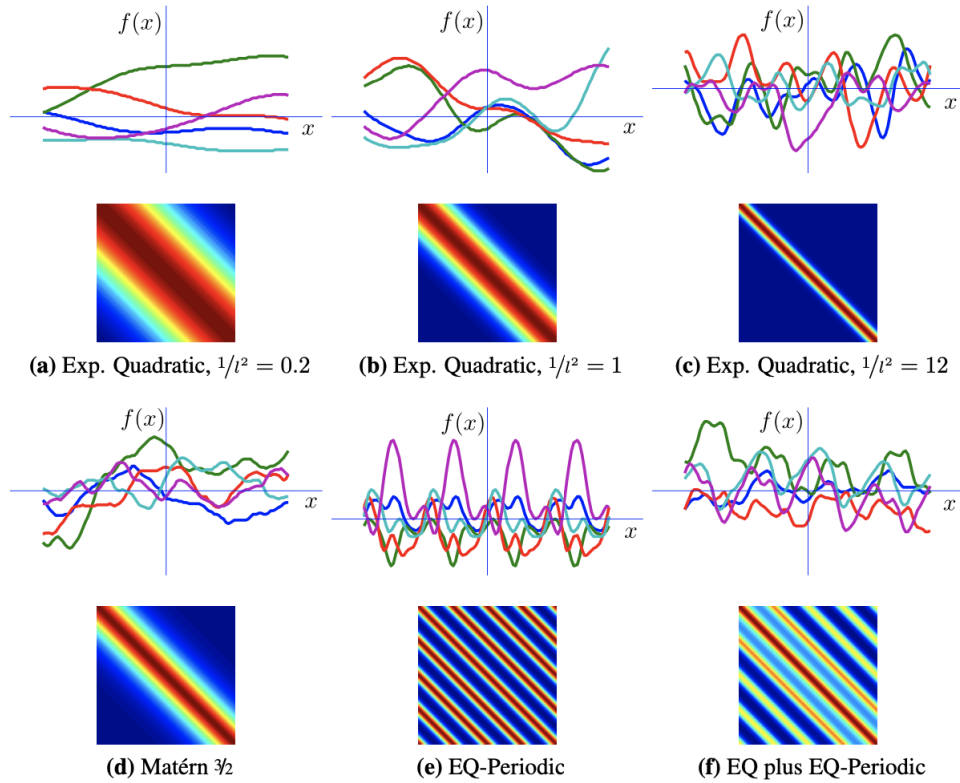 f(x) f(x) f(x)
x x x
(a) Exp. Quadratic, 1/l² = 0.2 (b) Exp. Quadratic, 1/l² = 1 (c) Exp. Quadratic, 1/l² = 12
f(x) f(x) f(x)
x x x
(d) Matérn 3/2 (e) EQ-Periodic (f) EQ plus EQ-Periodic